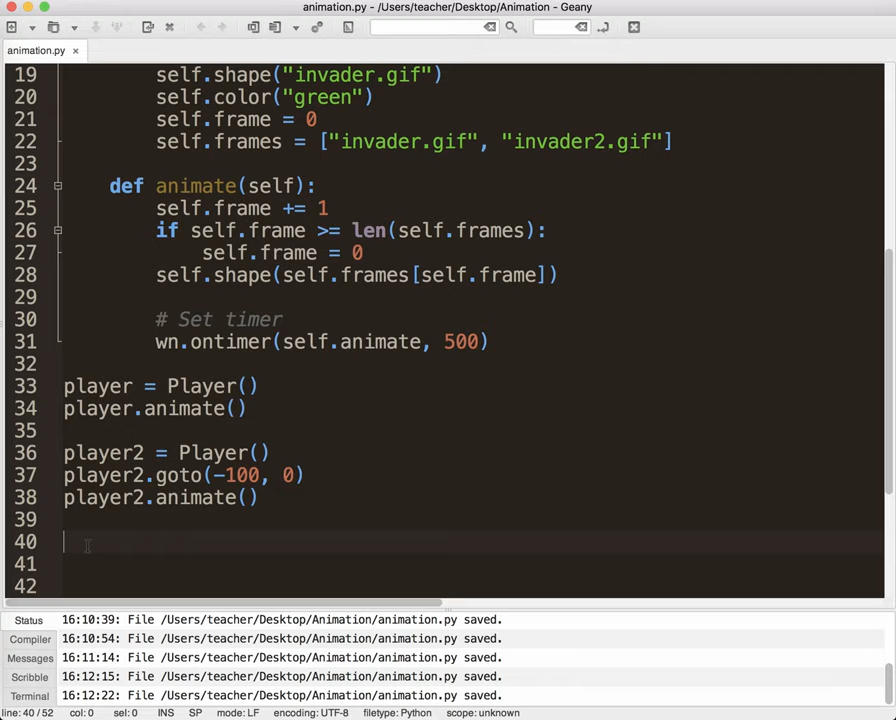 animation.py - /Users/teacher/Desktop/Animation - Geany
animation.py ×
19 self.shape("invader.gif")
20 self.color("green")
21 self.frame = 0
22 self.frames = ["invader.gif", "invader2.gif"]
23
24 def animate(self):
25 self.frame += 1
26 if self.frame >= len(self.frames):
27 self.frame = 0
28 self.shape(self.frames[self.frame])
29
30 # Set timer
31 wn.ontimer(self.animate, 500)
32
33 player = Player()
34 player.animate()
35
36 player2 = Player()
37 player2.goto(-100, 0)
38 player2.animate()
39
40
41
42
Status 16:10:39: File /Users/teacher/Desktop/Animation/animation.py saved.
Compiler 16:10:54: File /Users/teacher/Desktop/Animation/animation.py saved.
Messages 16:11:14: File /Users/teacher/Desktop/Animation/animation.py saved.
Scribble 16:12:15: File /Users/teacher/Desktop/Animation/animation.py saved.
Terminal 16:12:22: File /Users/teacher/Desktop/Animation/animation.py saved.
line: 40 / 52 col: 0 sel: 0 INS SP mode: LF encoding: UTF-8 filetype: Python scope: unknown